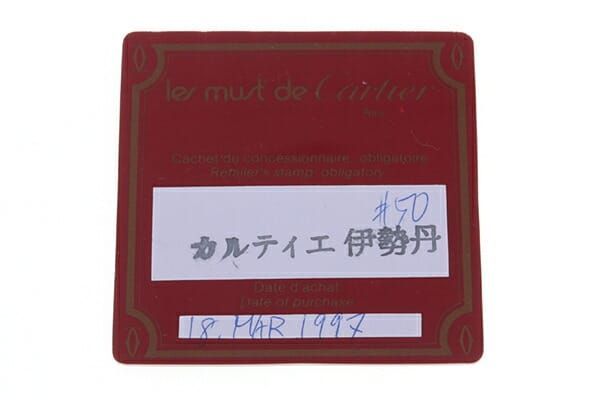 les must de Cartier
Paris
Cachet du concessionnaire, obligatoire
Retailer's stamp, obligatory
#50
カルティエ 伊勢丹
Date d'achat
Date of purchase
18. MAR 1997